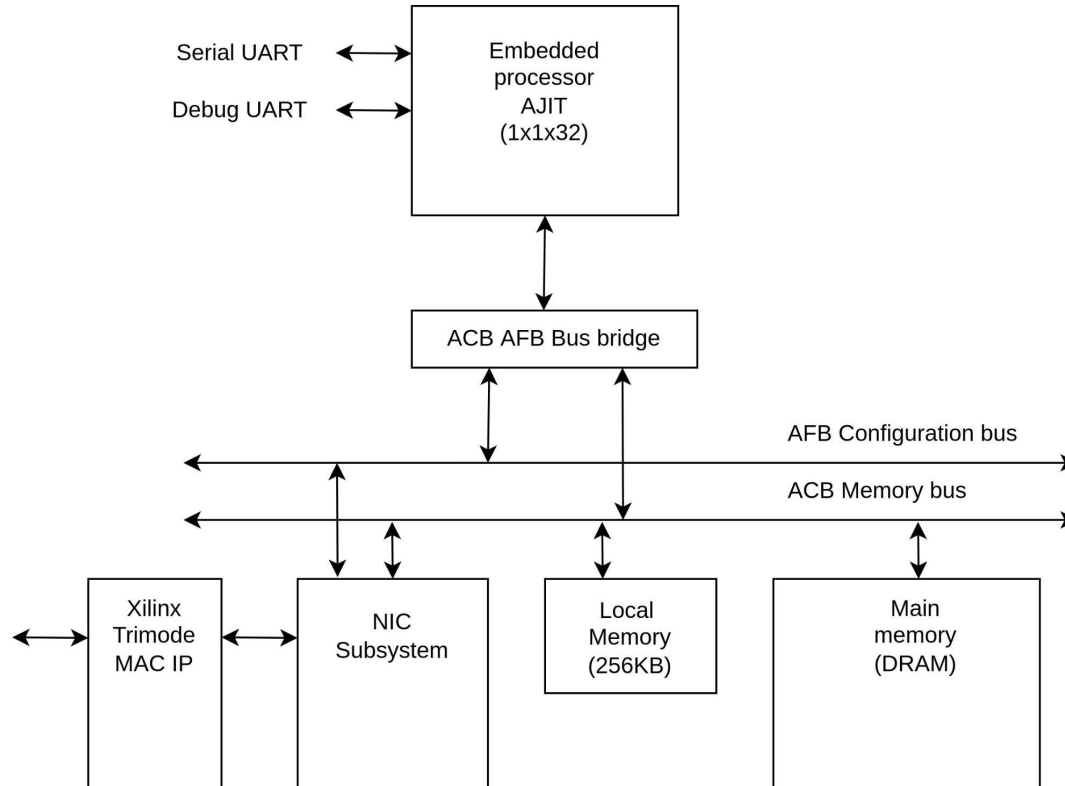 Serial UART
Debug UART
Embedded
processor
AJIT
(1x1x32)
ACB AFB Bus bridge
AFB Configuration bus
ACB Memory bus
Xilinx
Trimode
MAC IP
NIC
Subsystem
Local
Memory
(256KB)
Main
memory
(DRAM)